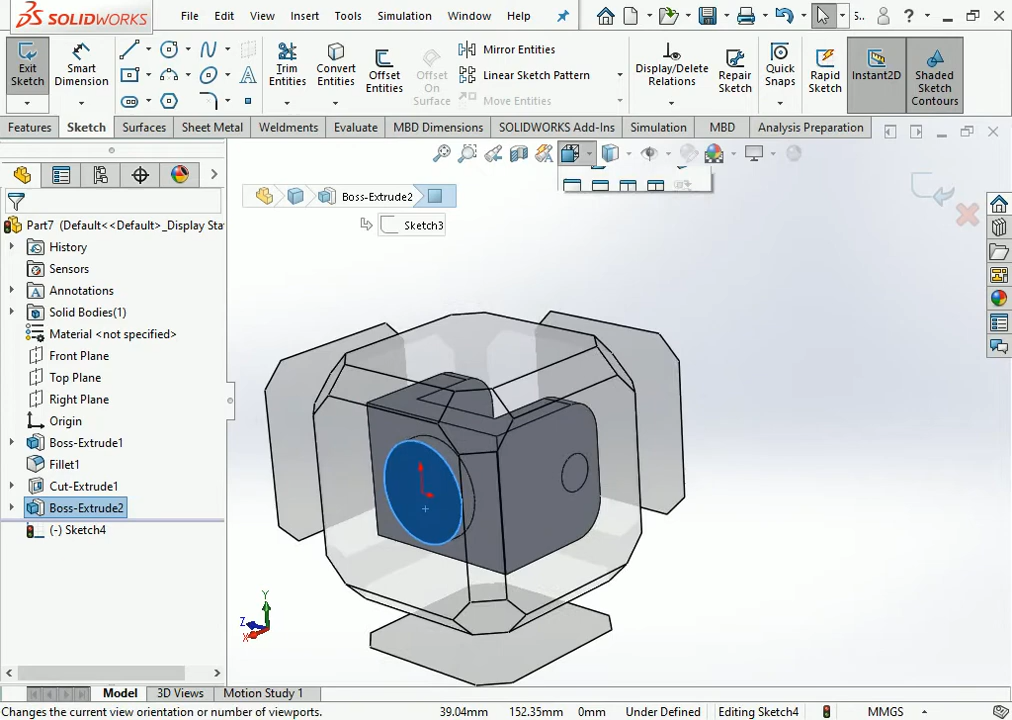 SOLIDWORKS
File Edit View Insert Tools Simulation Window Help
S..
Exit Sketch
Smart Dimension
Trim Entities
Convert Entities
Offset Entities
Offset On Surface
Mirror Entities
Linear Sketch Pattern
Move Entities
Display/Delete Relations
Repair Sketch
Quick Snaps
Rapid Sketch
Instant2D
Shaded Sketch Contours
Features Sketch Surfaces Sheet Metal Weldments Evaluate MBD Dimensions SOLIDWORKS Add-Ins Simulation MBD Analysis Preparation
Boss-Extrude2
Sketch3
Part7 (Default<<Default>_Display Sta
History
Sensors
Annotations
Solid Bodies(1)
Material <not specified>
Front Plane
Top Plane
Right Plane
Origin
Boss-Extrude1
Fillet1
Cut-Extrude1
Boss-Extrude2
(-) Sketch4
Y
Z
X
Model 3D Views Motion Study 1
Changes the current view orientation or number of viewports. 39.04mm 152.35mm 0mm Under Defined Editing Sketch4 MMGS